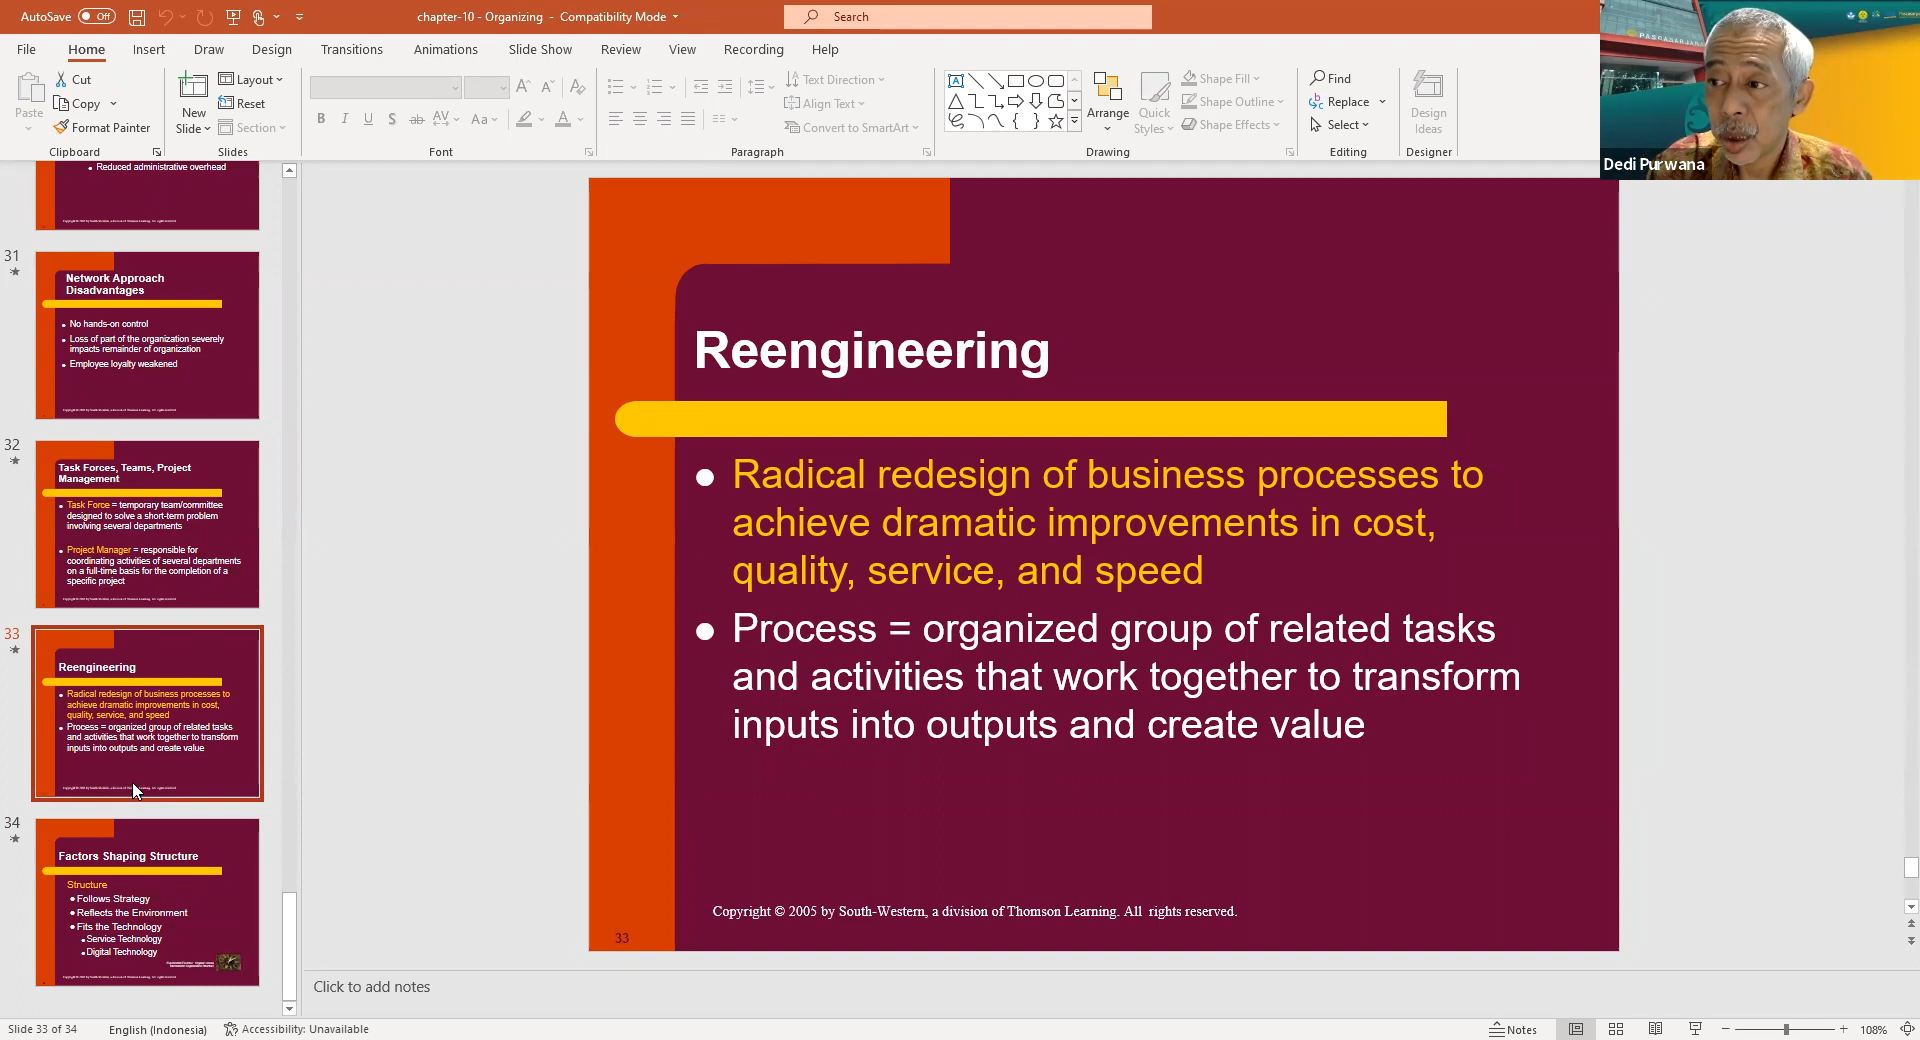 AutoSave Off
chapter-10 - Organizing - Compatibility Mode
Search
File Home Insert Draw Design Transitions Animations Slide Show Review View Recording Help
Paste
Cut
Copy
Format Painter
Clipboard
New
Slide
Layout
Reset
Section
Slides
B I U S ab AV Aa A
Font
Text Direction
Align Text
Convert to SmartArt
Paragraph
Arrange
Quick
Styles
Shape Fill
Shape Outline
Shape Effects
Drawing
Find
Replace
Select
Editing
Design
Ideas
Designer
Dedi Purwana
Reduced administrative overhead
31
Network Approach
Disadvantages
No hands-on control
Loss of part of the organization severely
impacts remainder of organization
Employee loyalty weakened
32
Task Forces, Teams, Project
Management
Task Force = temporary team/committee
designed to solve a short-term problem
involving several departments
Project Manager = responsible for
coordinating activities of several departments
on a full-time basis for the completion of a
specific project
33
Reengineering
Radical redesign of business processes to
achieve dramatic improvements in cost,
quality, service, and speed
Process = organized group of related tasks
and activities that work together to transform
inputs into outputs and create value
34
Factors Shaping Structure
Structure
Follows Strategy
Reflects the Environment
Fits the Technology
Service Technology
Digital Technology
Reengineering
Radical redesign of business processes to
achieve dramatic improvements in cost,
quality, service, and speed
Process = organized group of related tasks
and activities that work together to transform
inputs into outputs and create value
Copyright © 2005 by South-Western, a division of Thomson Learning. All rights reserved.
33
Click to add notes
Slide 33 of 34 English (Indonesia) Accessibility: Unavailable
Notes
108%